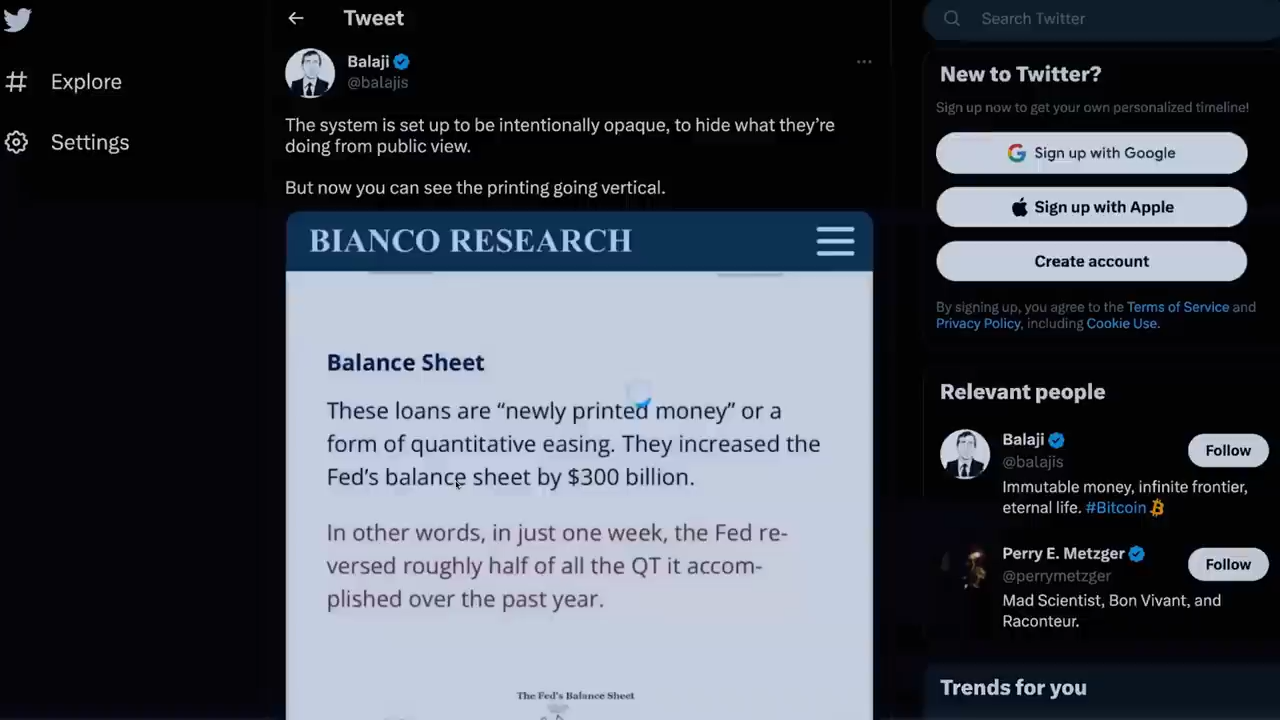 Tweet
Search Twitter
Explore
Settings
Balaji
@balajis
The system is set up to be intentionally opaque, to hide what they're
doing from public view.
But now you can see the printing going vertical.
BIANCO RESEARCH
Balance Sheet
These loans are “newly printed money” or a
form of quantitative easing. They increased the
Fed’s balance sheet by $300 billion.
In other words, in just one week, the Fed re-
versed roughly half of all the QT it accom-
plished over the past year.
The Fed's Balance Sheet
New to Twitter?
Sign up now to get your own personalized timeline!
Sign up with Google
Sign up with Apple
Create account
By signing up, you agree to the Terms of Service and
Privacy Policy, including Cookie Use.
Relevant people
Balaji
@balajis
Follow
Immutable money, infinite frontier,
eternal life. #Bitcoin
Perry E. Metzger
@perrymetzger
Follow
Mad Scientist, Bon Vivant, and
Raconteur.
Trends for you